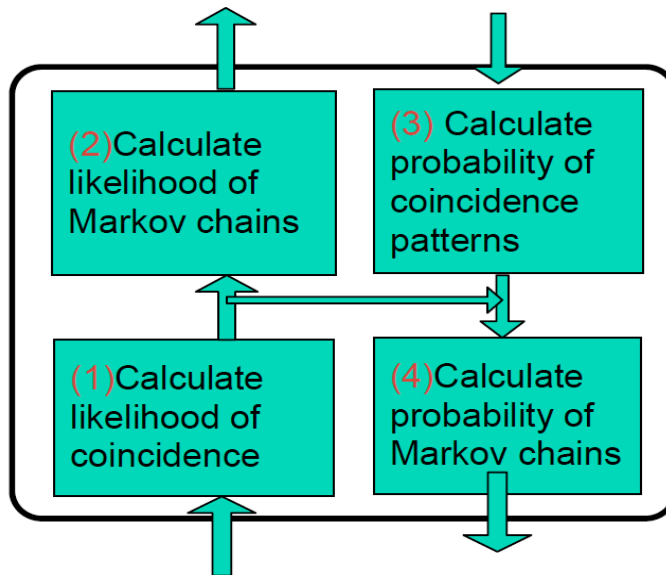 (2)Calculate
likelihood of
Markov chains
(3) Calculate
probability of
coincidence
patterns
(1)Calculate
likelihood of
coincidence
(4)Calculate
probability of
Markov chains